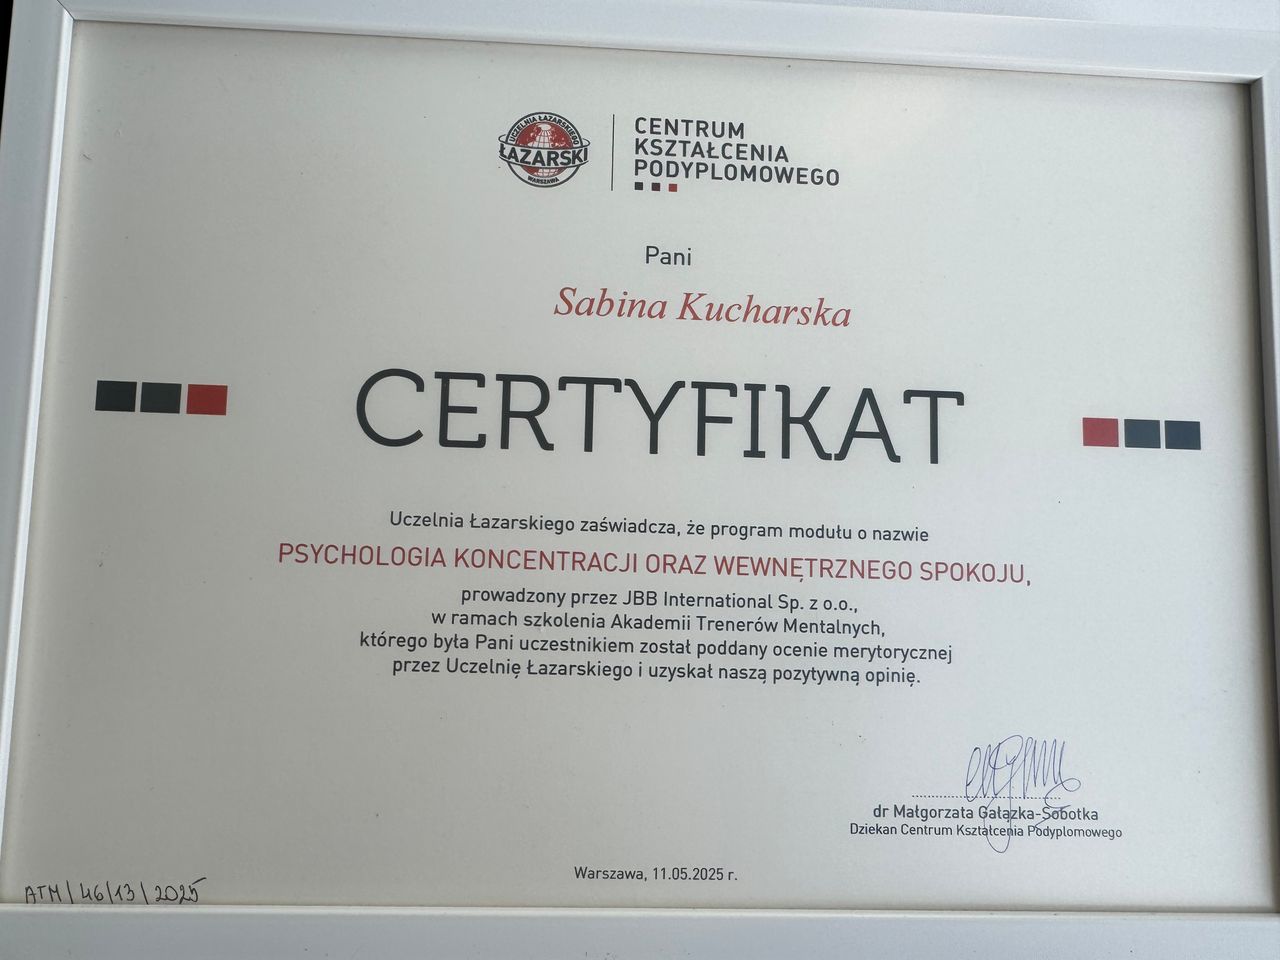 UCZELNIA ŁAZARSKIEGO
ŁAZARSKI
WARSZAWA
CENTRUM
KSZTAŁCENIA
PODYPLOMOWEGO
Pani
Sabina Kucharska
CERTYFIKAT
Uczelnia Łazarskiego zaświadcza, że program modułu o nazwie
PSYCHOLOGIA KONCENTRACJI ORAZ WEWNĘTRZNEGO SPOKOJU,
prowadzony przez JBB International Sp. z o.o.,
w ramach szkolenia Akademii Trenerów Mentalnych,
którego była Pani uczestnikiem został poddany ocenie merytorycznej
przez Uczelnię Łazarskiego i uzyskał naszą pozytywną opinię.
dr Małgorzata Gałązka-Sobotka
Dziekan Centrum Kształcenia Podyplomowego
Warszawa, 11.05.2025 r.
ATM/46/13/2025